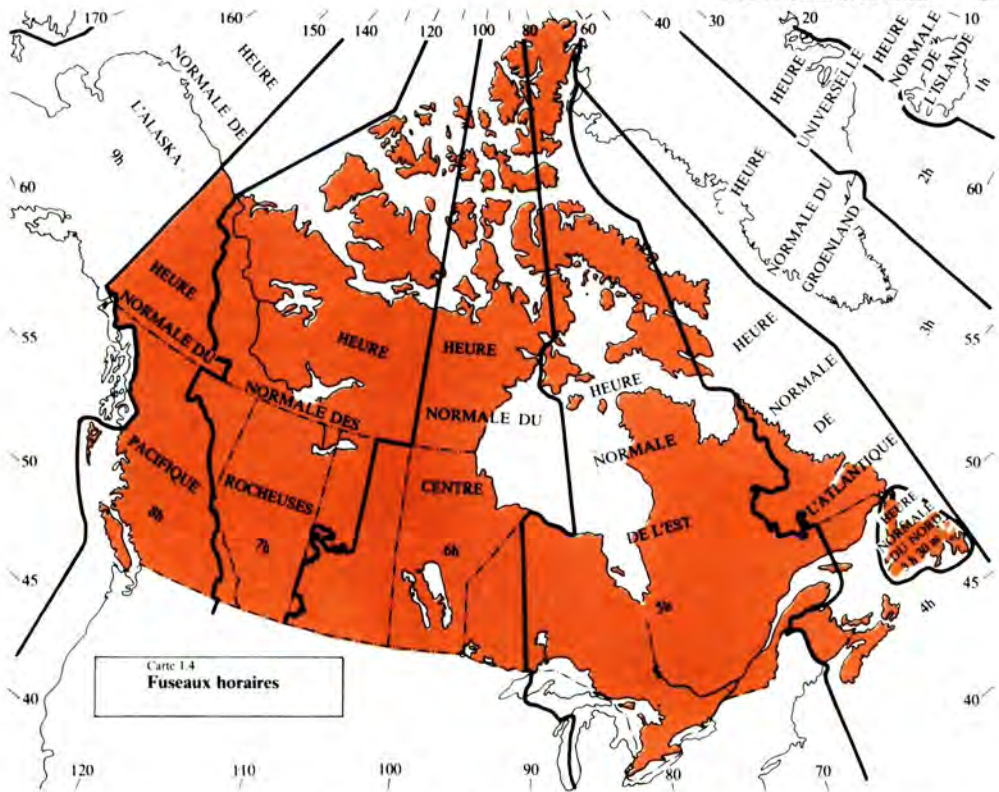 170
160
150
140
120
100
80
60
40
30
20
10
HEURE
NORMALE DE
L'ALASKA
9h
HEURE
UNIVERSELLE
HEURE
NORMALE
DE
L'ISLANDE
1h
2h
60
60
HEURE
NORMALE DU
GROENLAND
3h
55
55
HEURE
NORMALE DU
PACIFIQUE
8h
HEURE
NORMALE DES
ROCHEUSES
7h
HEURE
NORMALE DU
CENTRE
6h
HEURE
NORMALE
DE L'EST
5h
HEURE
NORMALE
DE
L'ATLANTIQUE
4h
HEURE
NORMALE
DU NORD
3h 30 m
50
50
45
45
40
40
Carte 1.4
Fuseaux horaires
120
110
100
90
80
70